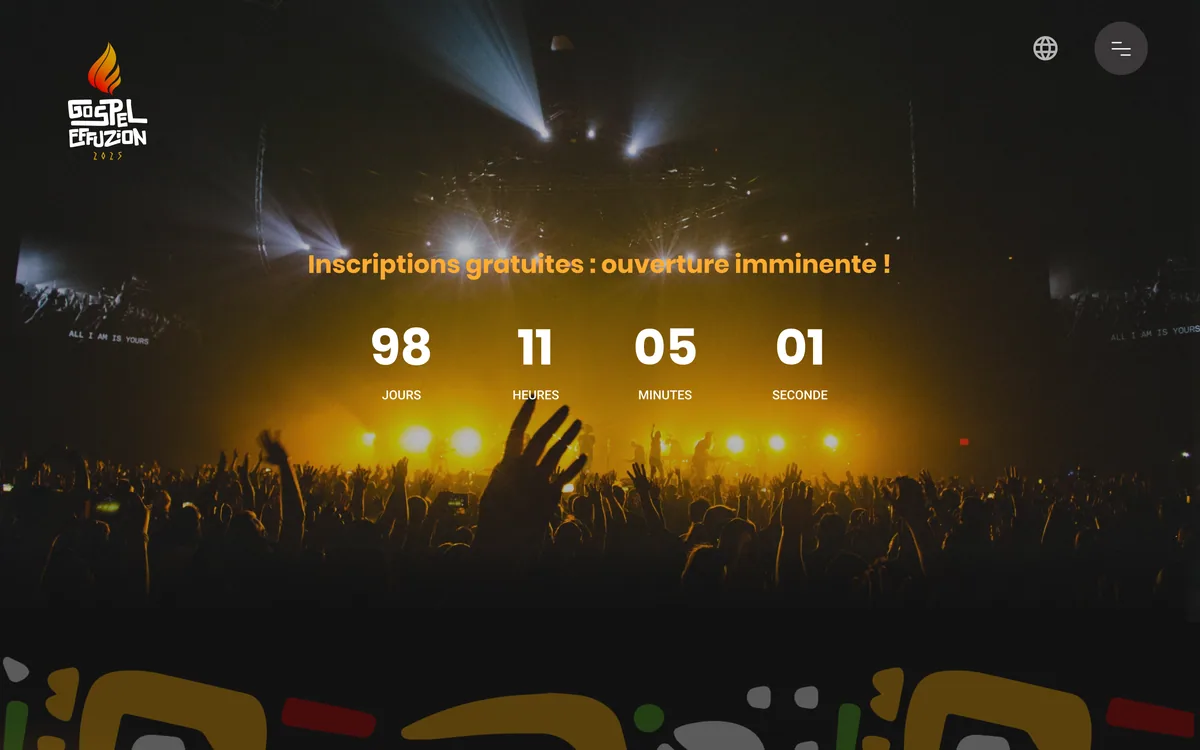 GOSPEL
EFFUZION
2025
Inscriptions gratuites : ouverture imminente !
98 11 05 01
JOURS HEURES MINUTES SECONDE
ALL I AM IS YOURS
ALL I AM IS YOURS